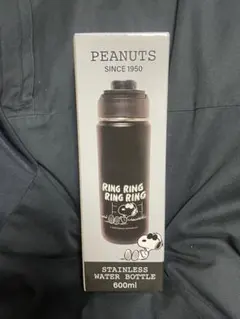 PEANUTS
SINCE 1950
RING RING
RING RING
STAINLESS
WATER BOTTLE
600ml